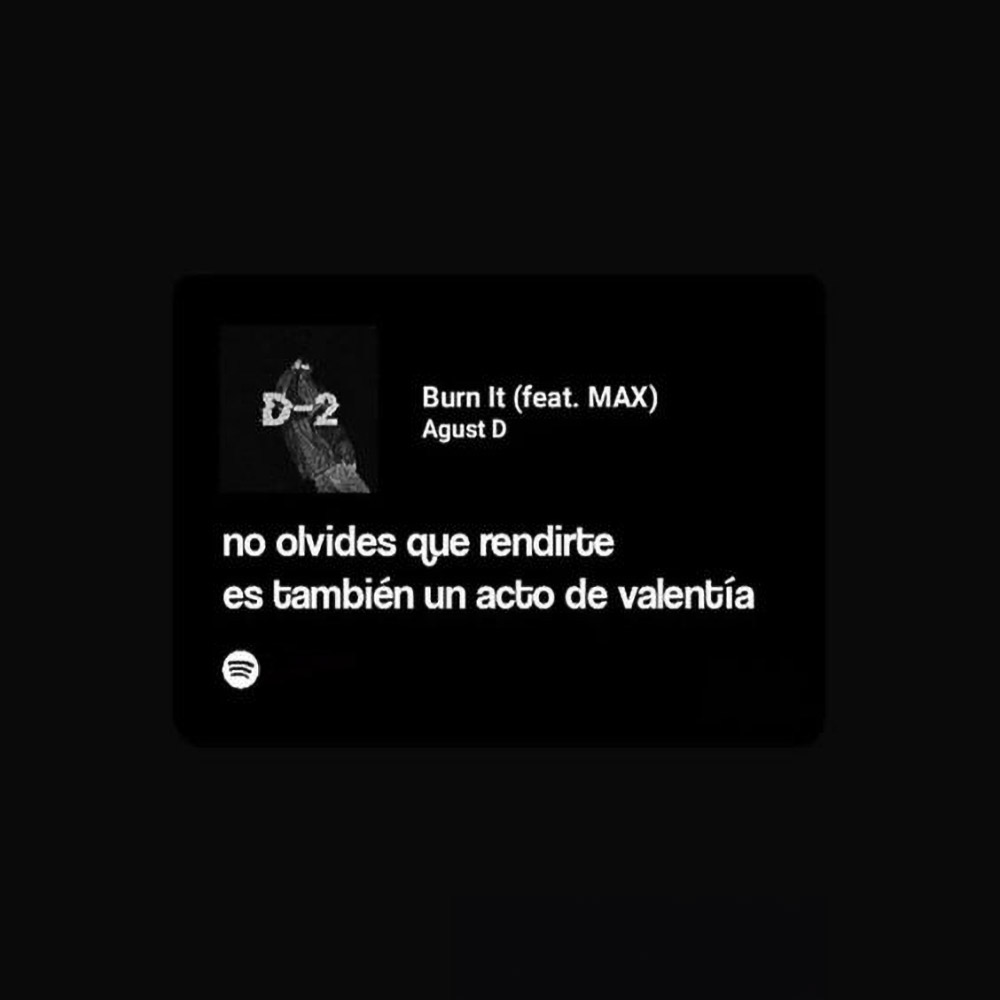 D-2
Burn It (feat. MAX)
Agust D
no olvides que rendirte
es también un acto de valentía